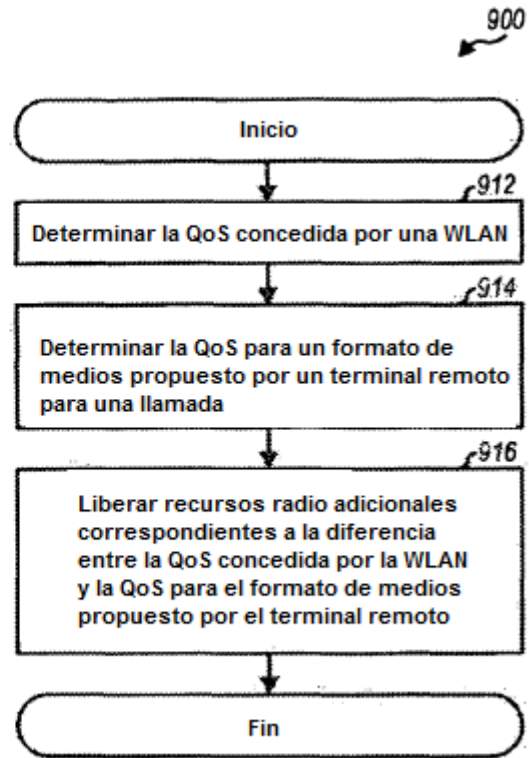 900
Inicio
912
Determinar la QoS concedida por una WLAN
914
Determinar la QoS para un formato de
medios propuesto por un terminal remoto
para una llamada
916
Liberar recursos radio adicionales
correspondientes a la diferencia
entre la QoS concedida por la WLAN
y la QoS para el formato de medios
propuesto por el terminal remoto
Fin